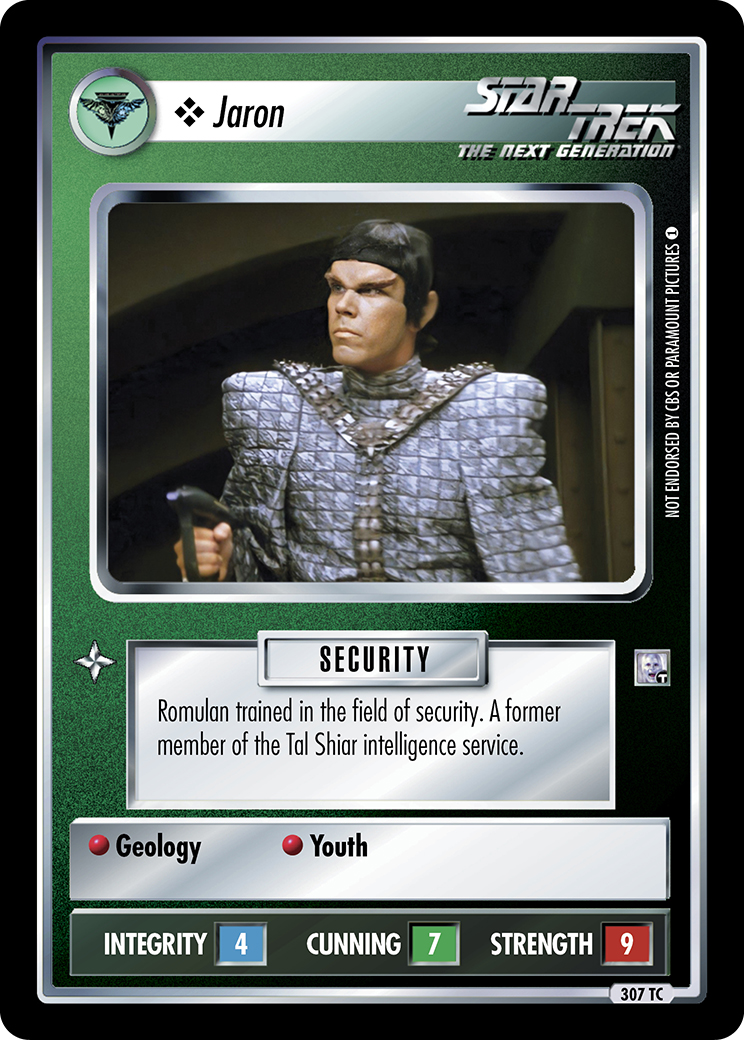 ❖ Jaron
STAR TREK
THE NEXT GENERATION
NOT ENDORSED BY CBS OR PARAMOUNT PICTURES 1
SECURITY
Romulan trained in the field of security. A former
member of the Tal Shiar intelligence service.
T
Geology Youth
INTEGRITY 4 CUNNING 7 STRENGTH 9
307 TC